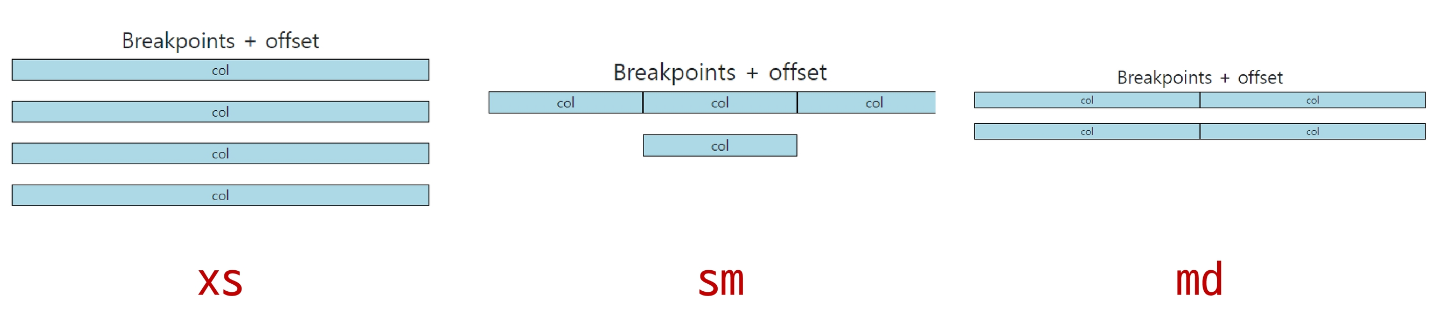 Breakpoints + offset
col
col
col
col
xs
Breakpoints + offset
col col col
col
sm
Breakpoints + offset
col col
col col
md